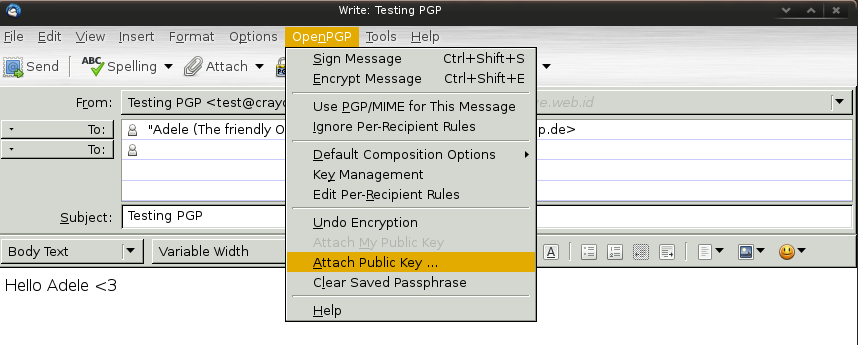 Write: Testing PGP
File Edit View Insert Format Options OpenPGP Tools Help
Send Spelling Attach
Sign Message Ctrl+Shift+S
Encrypt Message Ctrl+Shift+E
From: Testing PGP <test@crayo ve.web.id
Use PGP/MIME for This Message
To: "Adele (The friendly O p.de>
Ignore Per-Recipient Rules
To:
Default Composition Options
Key Management
Edit Per-Recipient Rules
Subject: Testing PGP
Undo Encryption
Attach My Public Key
Body Text Variable Width A
Attach Public Key ...
Clear Saved Passphrase
Hello Adele <3
Help